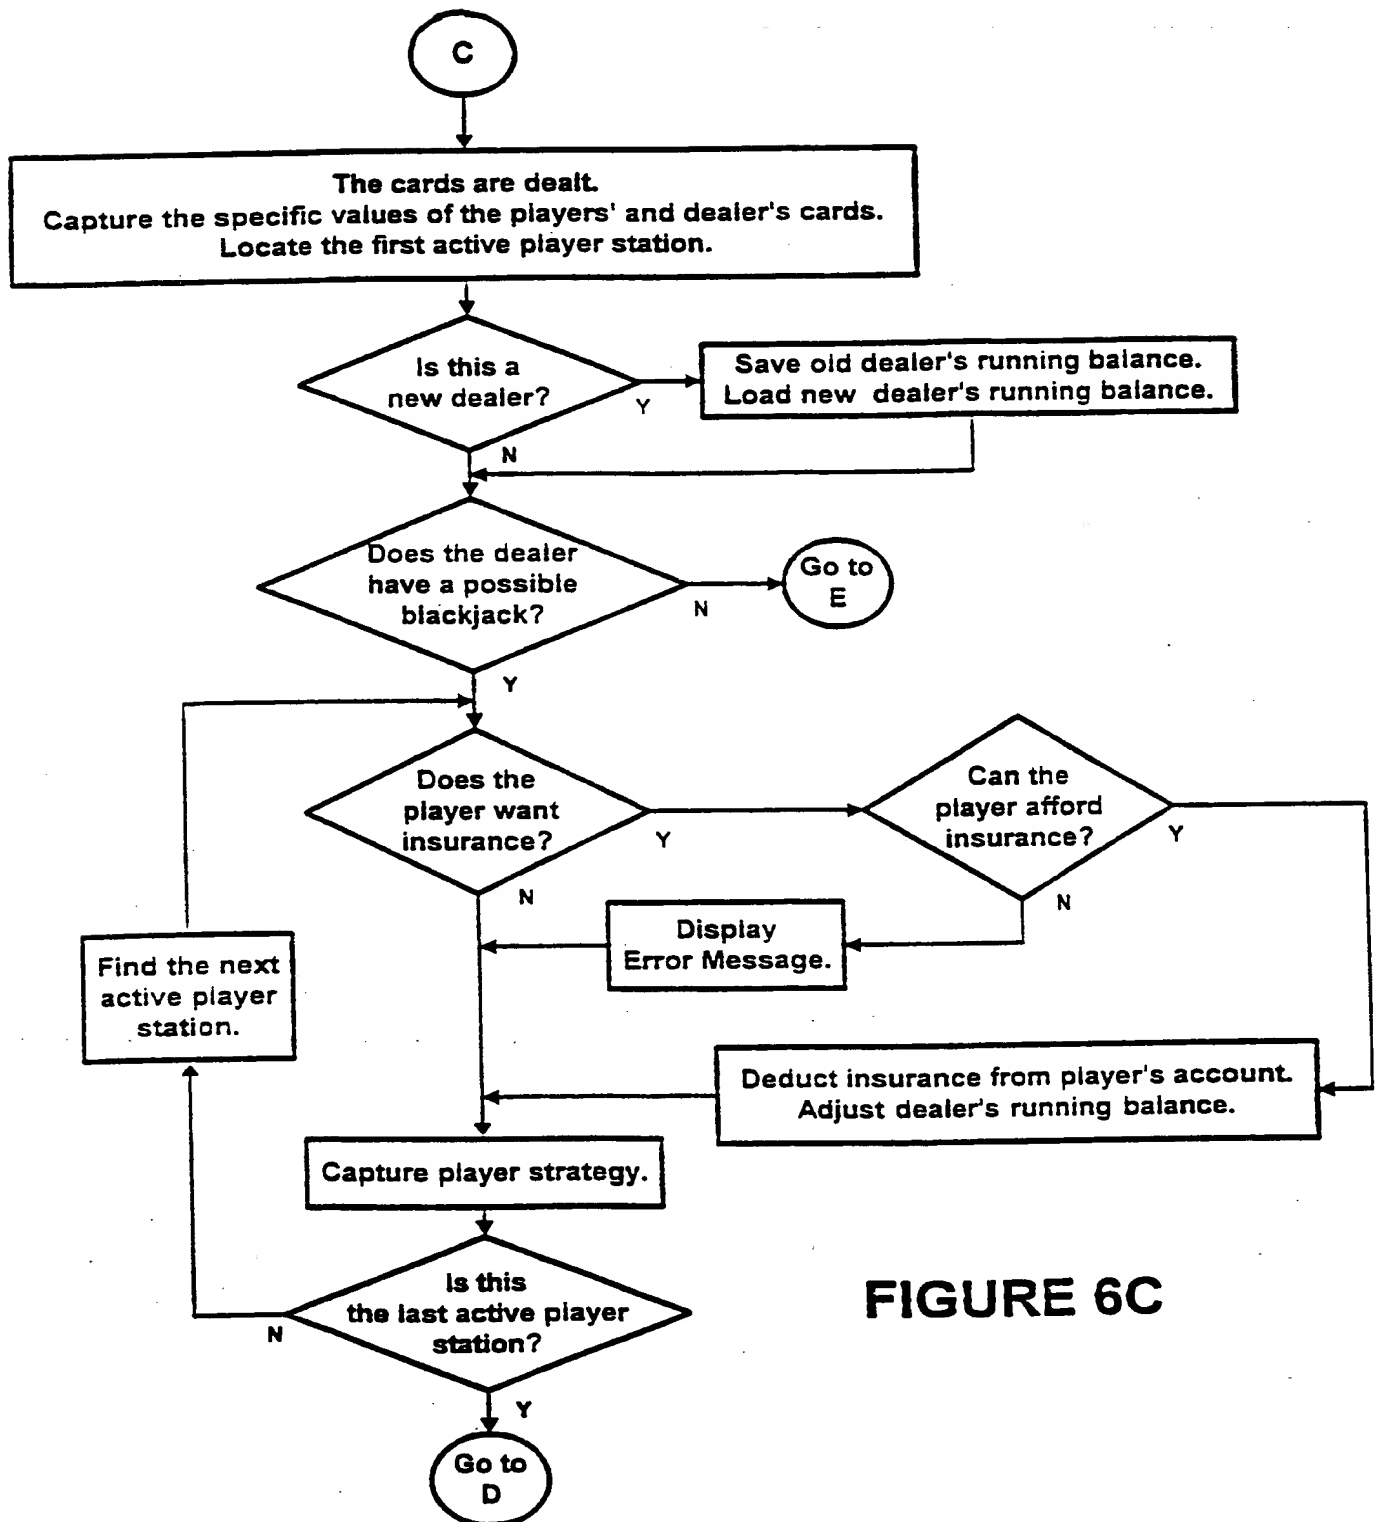 C
The cards are dealt.
Capture the specific values of the players' and dealer's cards.
Locate the first active player station.
Is this a
new dealer?
Y
Save old dealer's running balance.
Load new dealer's running balance.
N
Does the dealer
have a possible
blackjack?
N
Go to
E
Y
Does the
player want
insurance?
Y
Can the
player afford
insurance?
Y
N
N
Display
Error Message.
Find the next
active player
station.
Deduct insurance from player's account.
Adjust dealer's running balance.
Capture player strategy.
Is this
the last active player
station?
N
Y
Go to
D
FIGURE 6C